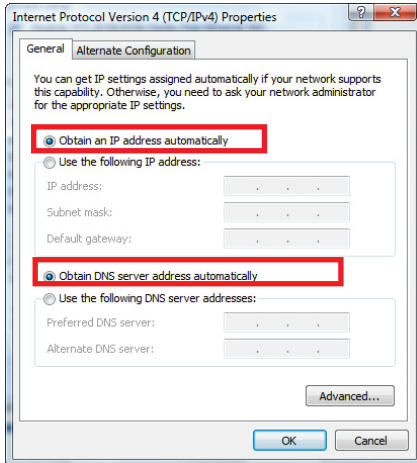 Internet Protocol Version 4 (TCP/IPv4) Properties
General
Alternate Configuration
You can get IP settings assigned automatically if your network supports
this capability. Otherwise, you need to ask your network administrator
for the appropriate IP settings.
Obtain an IP address automatically
Use the following IP address:
IP address:
Subnet mask:
Default gateway:
Obtain DNS server address automatically
Use the following DNS server addresses:
Preferred DNS server:
Alternate DNS server:
Advanced...
OK
Cancel